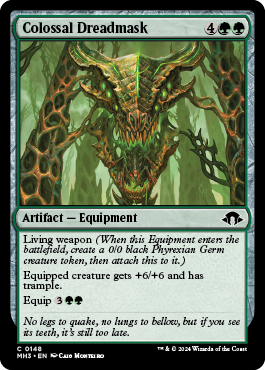 Colossal Dreadmask 4
Artifact — Equipment
Living weapon (When this Equipment enters the
battlefield, create a 0/0 black Phyrexian Germ
creature token, then attach this to it.)
Equipped creature gets +6/+6 and has
trample.
Equip 3
No legs to quake, no lungs to bellow, but if you see
its teeth, it's still too late.
C 0148
MH3 • EN Caio Monteiro
™ & © 2024 Wizards of the Coast